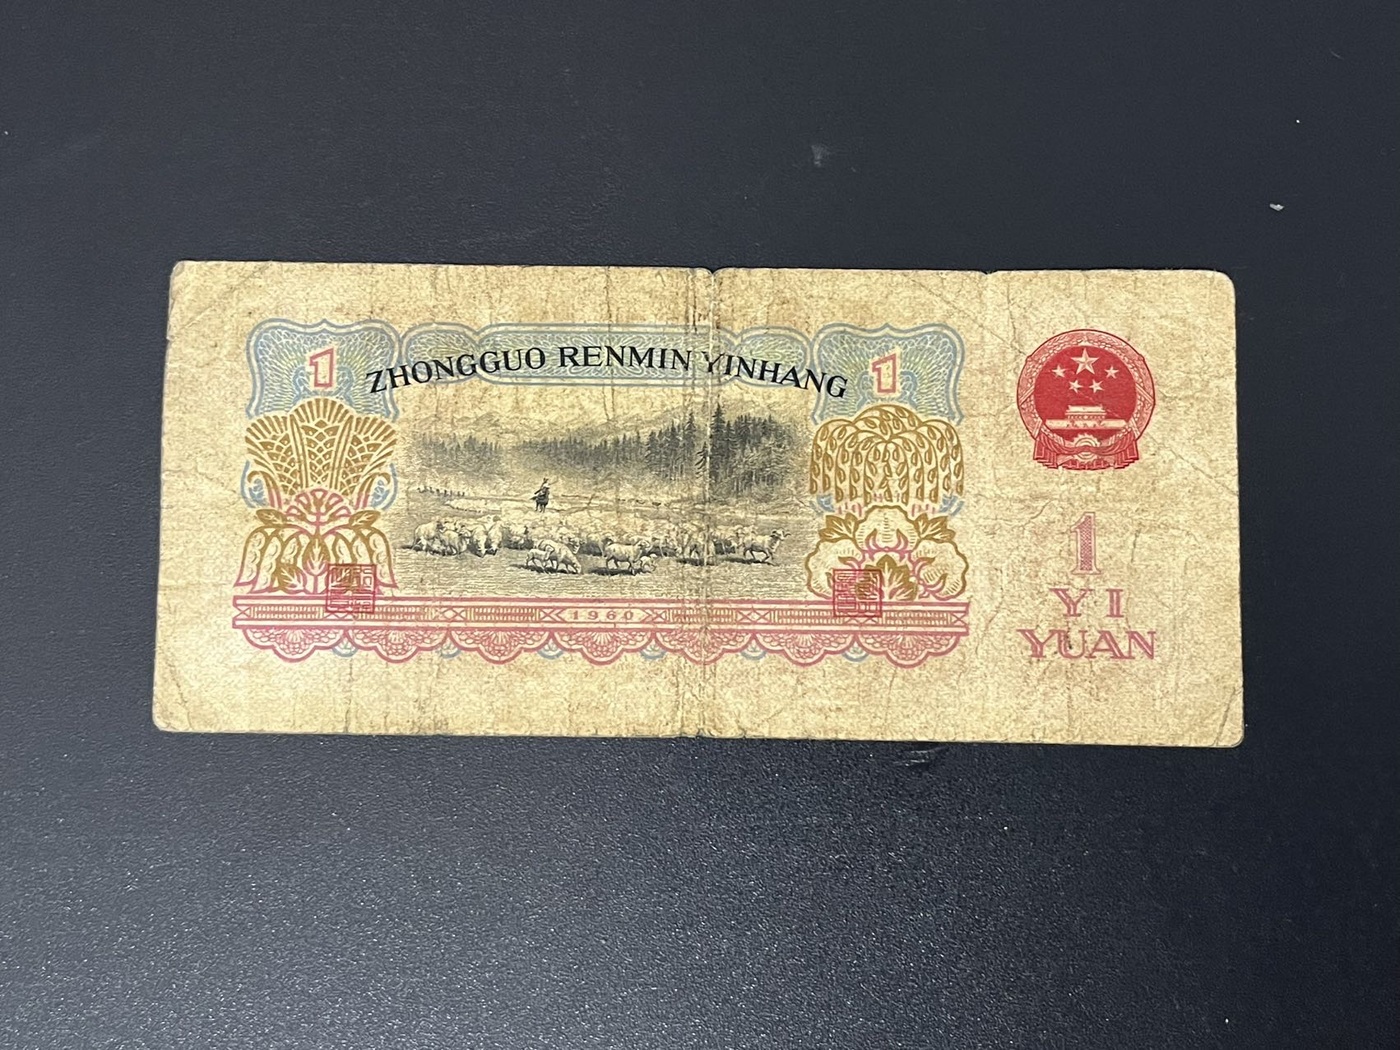 1
ZHONGGUO RENMIN YINHANG
1
1960
1
YI
YUAN